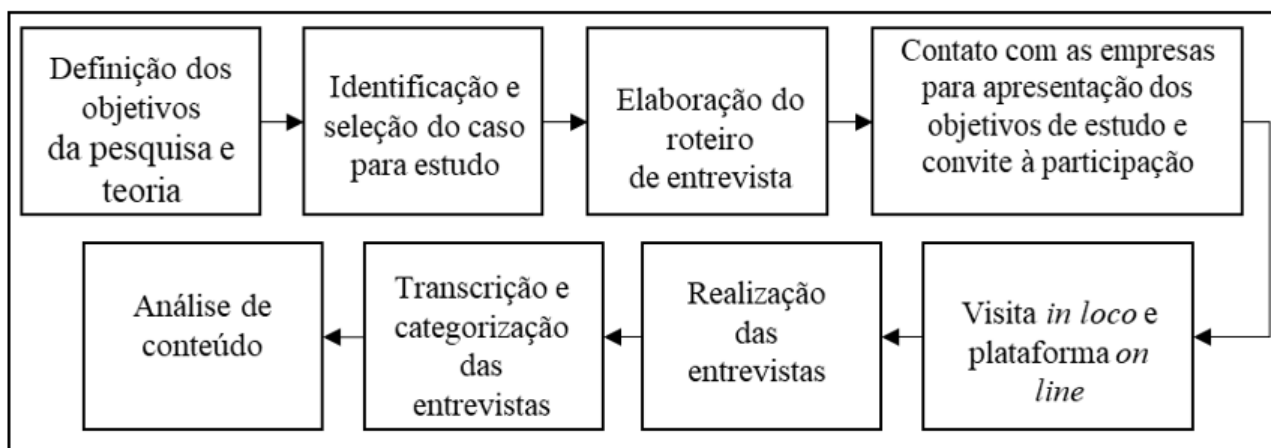 Definição dos
objetivos
da pesquisa e
teoria
Identificação e
seleção do caso
para estudo
Elaboração do
roteiro
de entrevista
Contato com as empresas
para apresentação dos
objetivos de estudo e
convite à participação
Visita in loco e
plataforma on
line
Realização
das
entrevistas
Transcrição e
categorização
das
entrevistas
Análise de
conteúdo